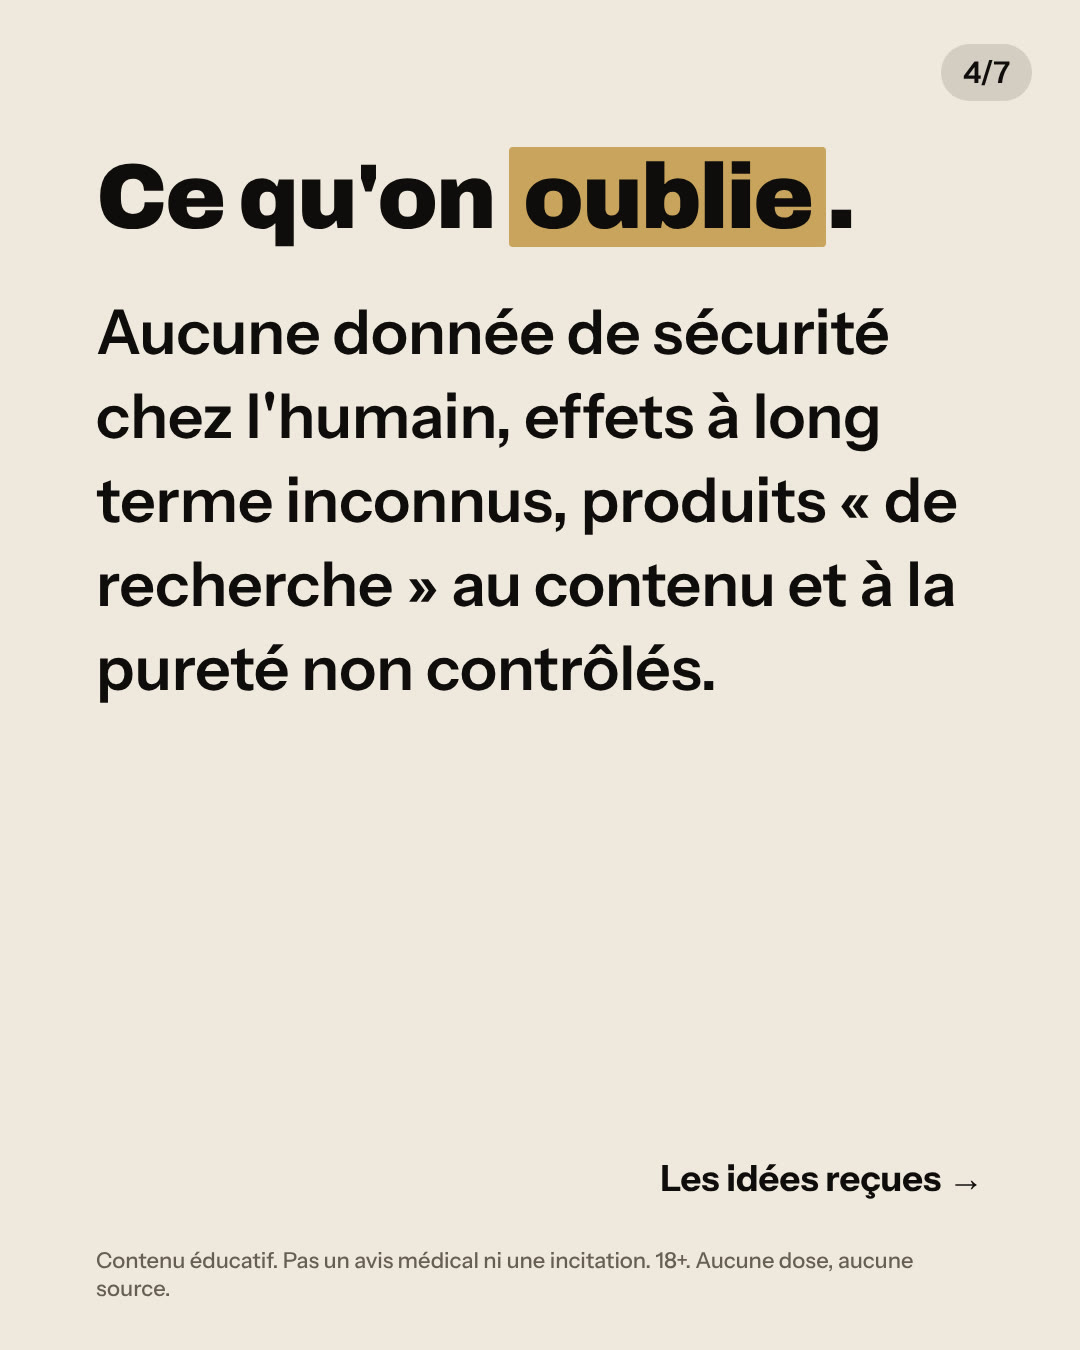 4/7
Ce qu'on oublie.
Aucune donnée de sécurité
chez l'humain, effets à long
terme inconnus, produits « de
recherche » au contenu et à la
pureté non contrôlés.
Les idées reçues →
Contenu éducatif. Pas un avis médical ni une incitation. 18+. Aucune dose, aucune
source.